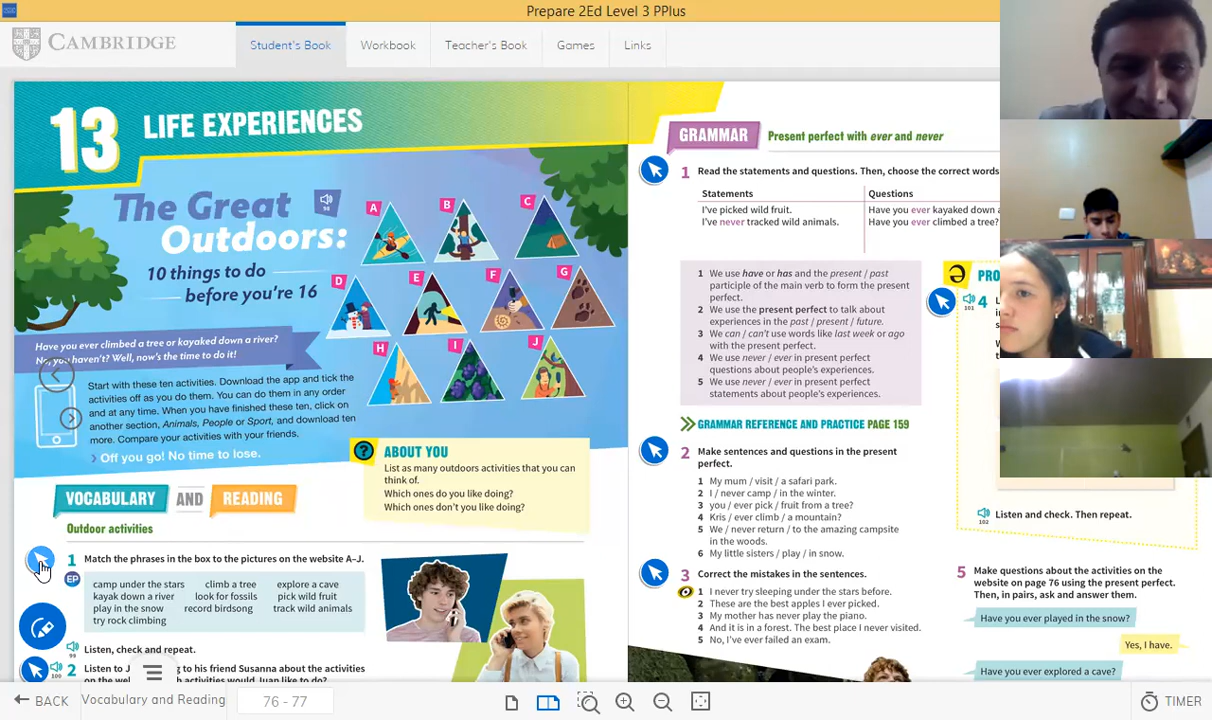 Prepare 2Ed Level 3 PPlus
CAMBRIDGE
Student's Book
Workbook
Teacher's Book
Games
Links
13 LIFE EXPERIENCES
The Great
Outdoors:
10 things to do
before you're 16
98
A
B
C
D
E
F
G
H
I
J
Have you ever climbed a tree or kayaked down a river?
No, you haven't? Well, now's the time to do it!
Start with these ten activities. Download the app and tick the
activities off as you do them. You can do them in any order
and at any time. When you have finished these ten, click on
another section, Animals, People or Sport, and download ten
more. Compare your activities with your friends.
> Off you go! No time to lose.
? ABOUT YOU
List as many outdoors activities that you can
think of.
Which ones do you like doing?
Which ones don't you like doing?
VOCABULARY AND READING
Outdoor activities
1 Match the phrases in the box to the pictures on the website A–J.
EP
camp under the stars climb a tree explore a cave
kayak down a river look for fossils pick wild fruit
play in the snow record birdsong track wild animals
try rock climbing
99
Listen, check and repeat.
100
2 Listen to J ing to his friend Susanna about the activities
GRAMMAR Present perfect with ever and never
1 Read the statements and questions. Then, choose the correct words
Statements Questions
I've picked wild fruit. Have you ever kayaked down a
I've never tracked wild animals. Have you ever climbed a tree?
1 We use have or has and the present / past
participle of the main verb to form the present
perfect.
2 We use the present perfect to talk about
experiences in the past / present / future.
3 We can / can't use words like last week or ago
with the present perfect.
4 We use never / ever in present perfect
questions about people's experiences.
5 We use never / ever in present perfect
statements about people's experiences.
GRAMMAR REFERENCE AND PRACTICE PAGE 159
2 Make sentences and questions in the present
perfect.
1 My mum / visit / a safari park.
2 I / never camp / in the winter.
3 you / ever pick / fruit from a tree?
4 Kris / ever climb / a mountain?
5 We / never return / to the amazing campsite
in the woods.
6 My little sisters / play / in snow.
3 Correct the mistakes in the sentences.
1 I never try sleeping under the stars before.
2 These are the best apples I ever picked.
3 My mother has never play the piano.
4 And it is in a forest. The best place I never visited.
5 No, I've ever failed an exam.
ə PRO
101
4
102
Listen and check. Then repeat.
5 Make questions about the activities on the
website on page 76 using the present perfect.
Then, in pairs, ask and answer them.
Have you ever played in the snow?
Yes, I have.
Have you ever explored a cave?
BACK
Vocabulary and Reading
76 - 77
TIMER